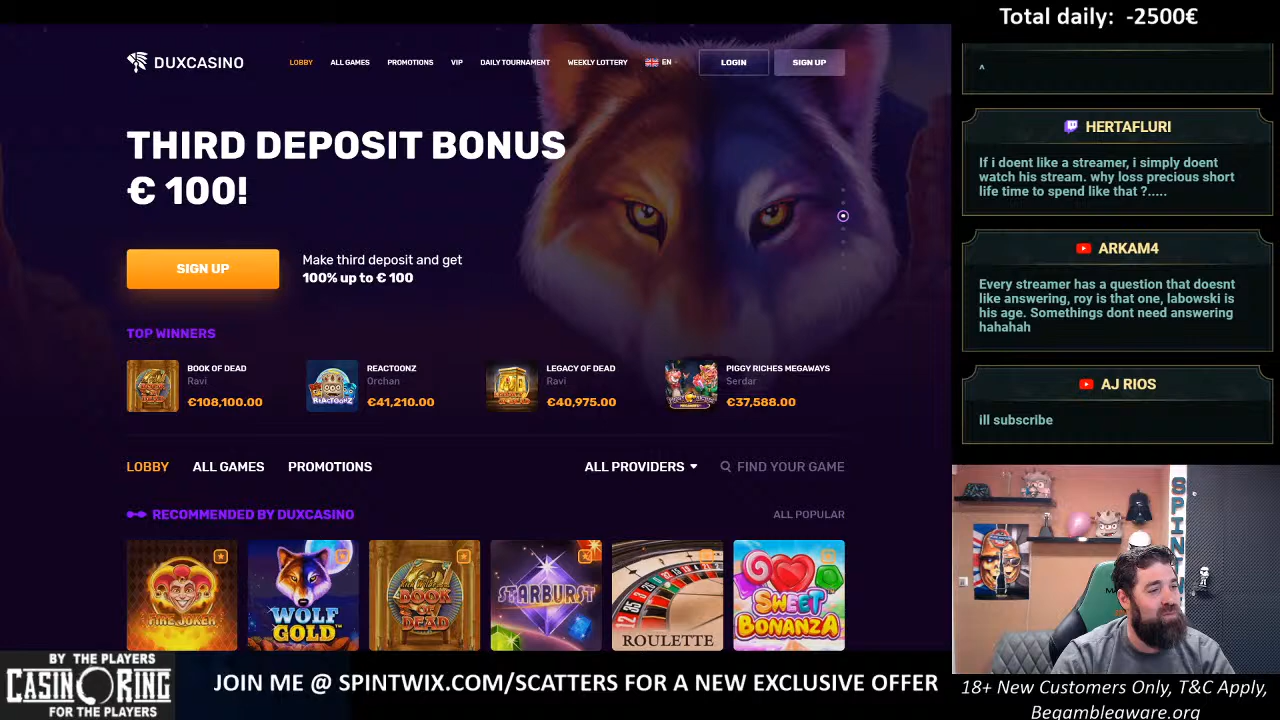 Total daily: -2500€
DUXCASINO
LOBBY
ALL GAMES
PROMOTIONS
VIP
DAILY TOURNAMENT
WEEKLY LOTTERY
EN
LOGIN
SIGN UP
THIRD DEPOSIT BONUS
€ 100!
SIGN UP
Make third deposit and get
100% up to € 100
TOP WINNERS
BOOK OF DEAD
Ravi
€108,100.00
REACTOONZ
Orchan
€41,210.00
LEGACY OF DEAD
Ravi
€40,975.00
PIGGY RICHES MEGAWAYS
Serdar
€37,588.00
LOBBY
ALL GAMES
PROMOTIONS
ALL PROVIDERS
FIND YOUR GAME
RECOMMENDED BY DUXCASINO
ALL POPULAR
FIRE JOKER
WOLF
GOLD™
BOOK
OF
DEAD
STARBURST
ROULETTE
SWEET
BONANZA
^
HERTAFLURI
If i doent like a streamer, i simply doent
watch his stream. why loss precious short
life time to spend like that ?.....
ARKAM4
Every streamer has a question that doesnt
like answering, roy is that one, labowski is
his age. Somethings dont need answering
hahahah
AJ RIOS
ill subscribe
SPIN
BY THE PLAYERS
CASINORING
FOR THE PLAYERS
JOIN ME @ SPINTWIX.COM/SCATTERS FOR A NEW EXCLUSIVE OFFER
18+ New Customers Only, T&C Apply,
Begambleaware.org